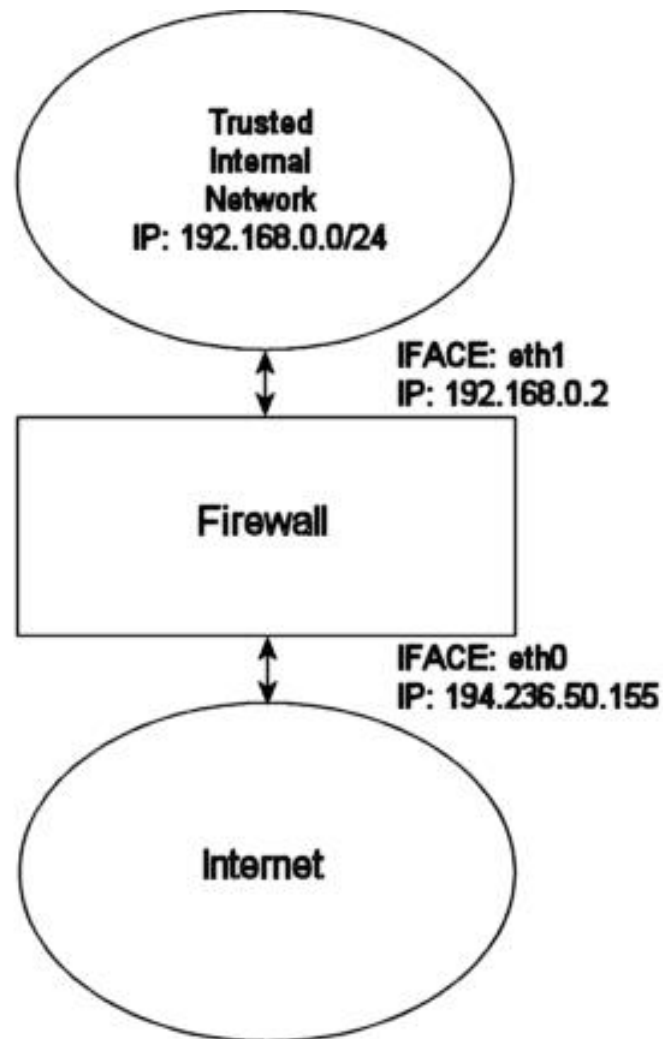 Trusted
Internal
Network
IP: 192.168.0.0/24
IFACE: eth1
IP: 192.168.0.2
Firewall
IFACE: eth0
IP: 194.236.50.155
Internet